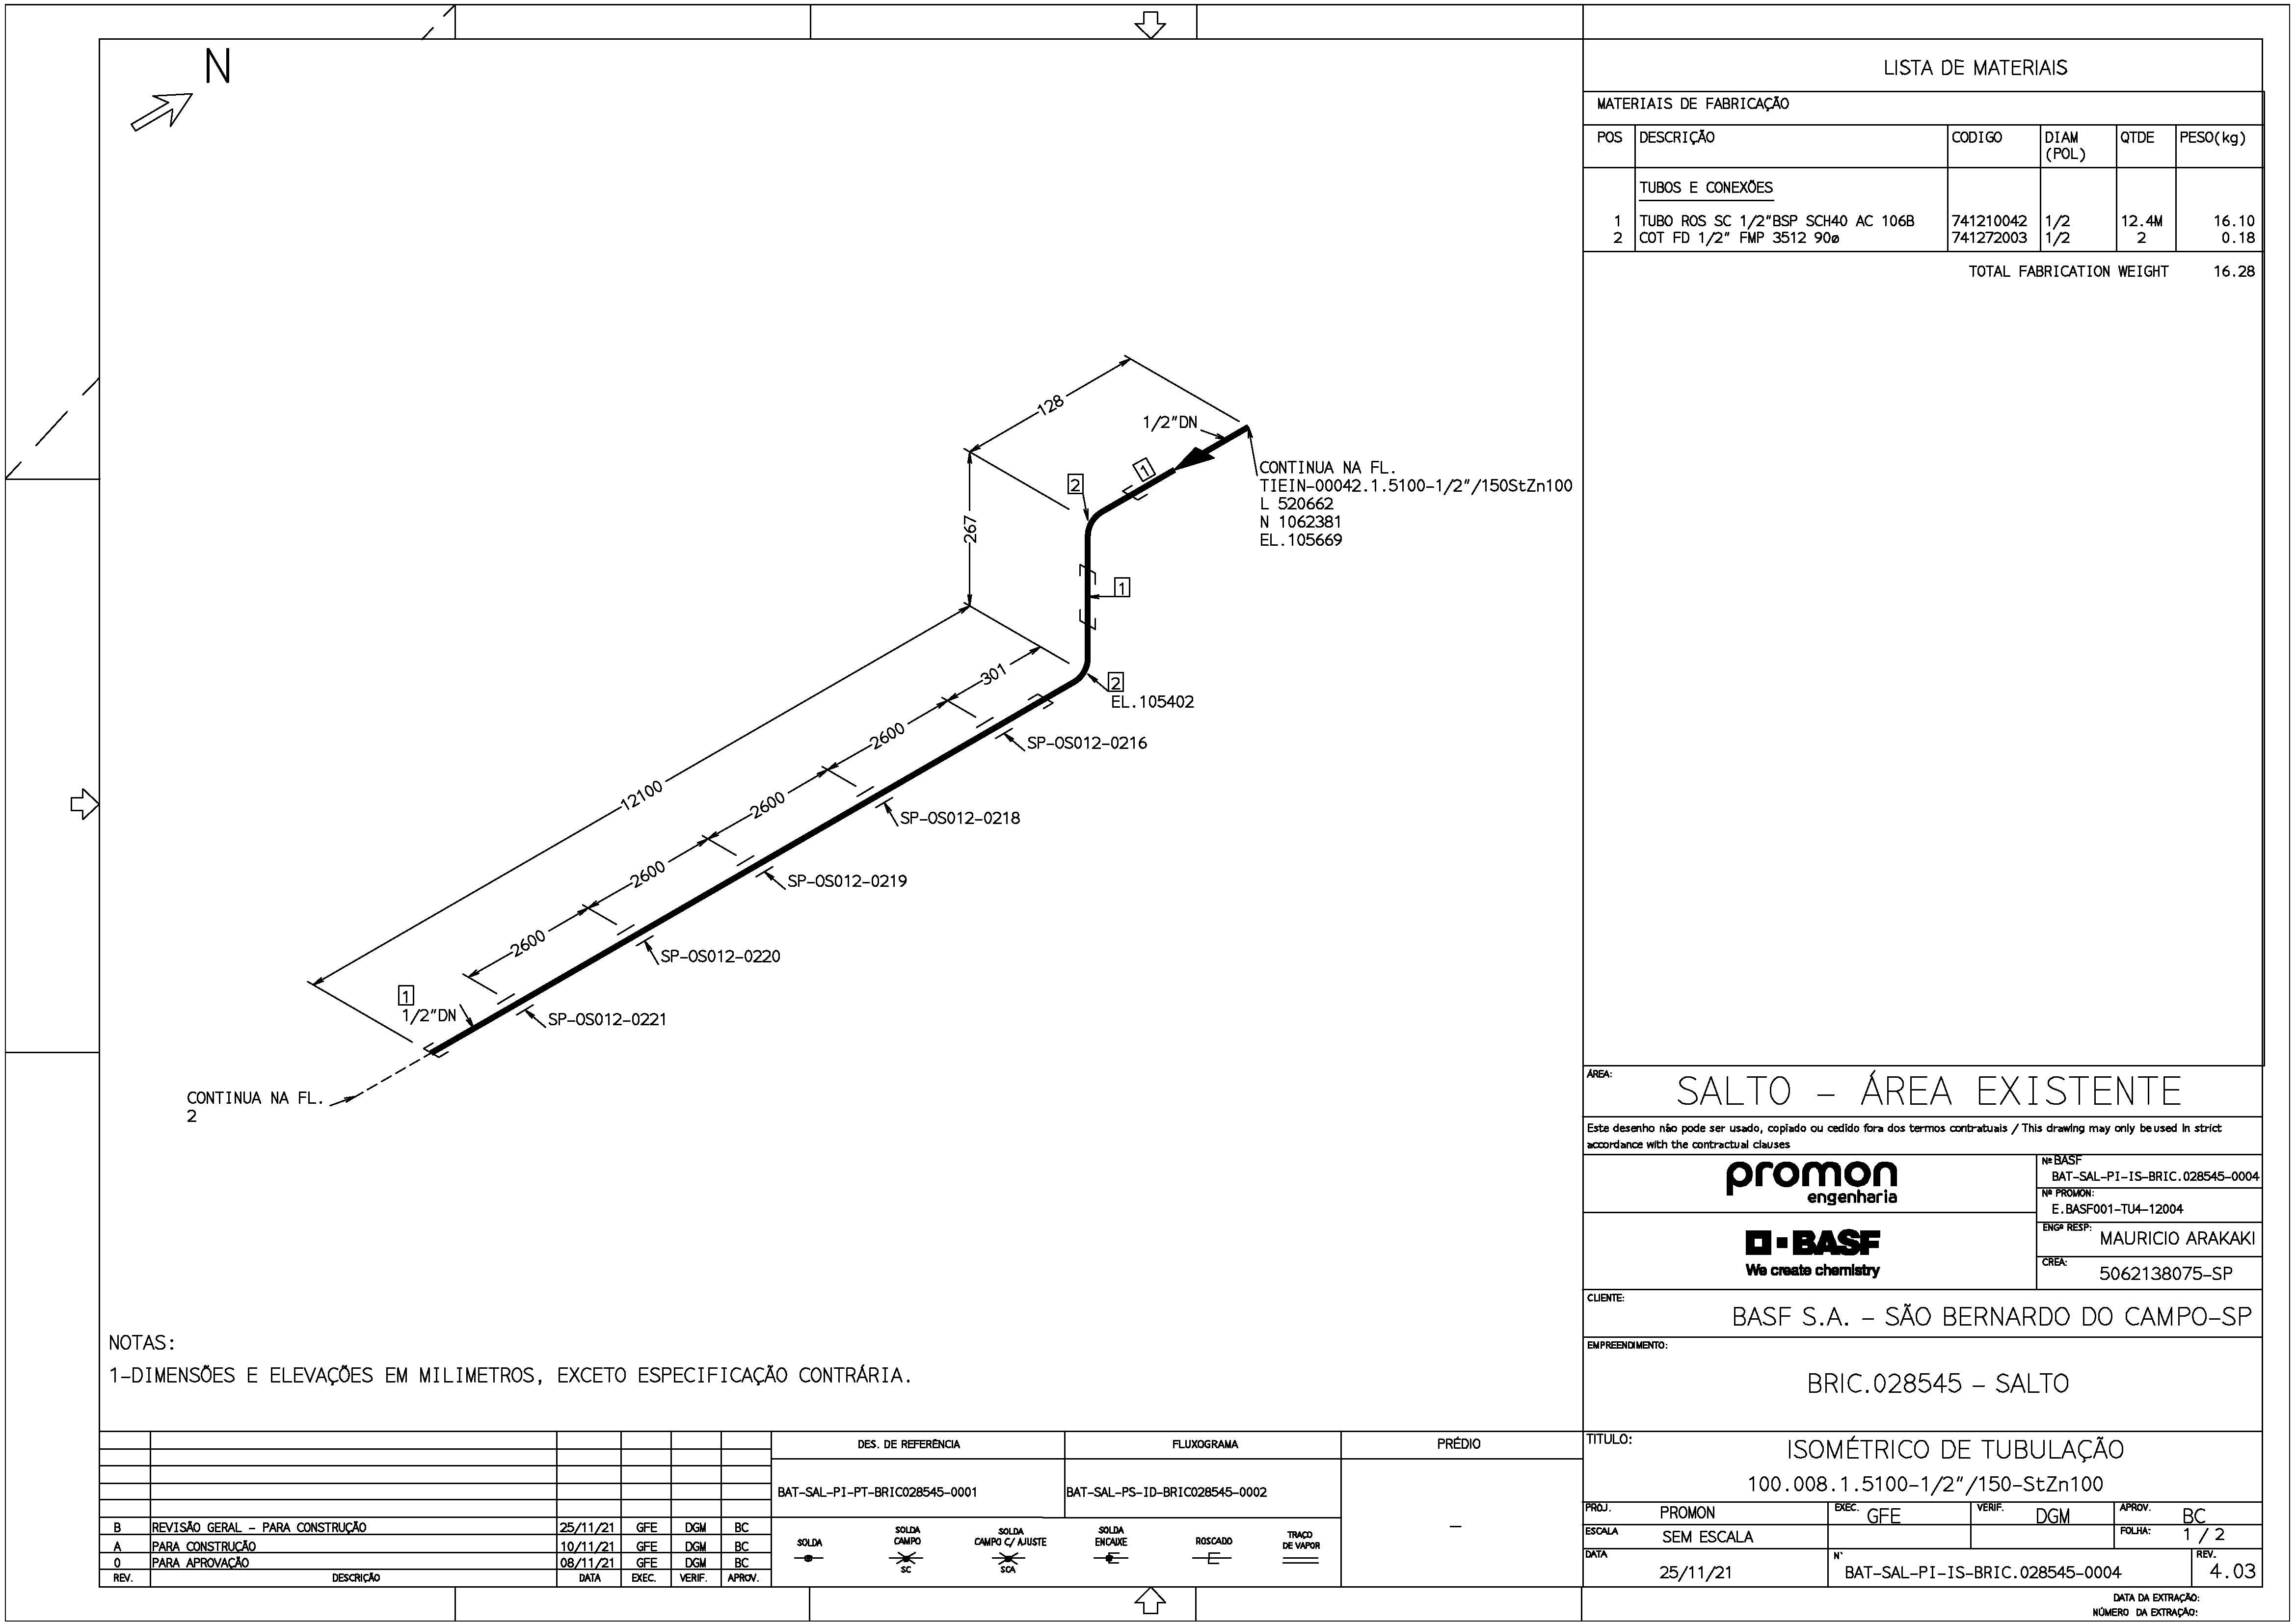 N
LISTA DE MATERIAIS
MATERIAIS DE FABRICAÇÃO
POS DESCRIÇÃO CODIGO DIAM (POL) QTDE PESO(kg)
TUBOS E CONEXÕES
1 TUBO ROS SC 1/2"BSP SCH40 AC 106B 741210042 1/2 12.4M 16.10
2 COT FD 1/2" FMP 3512 90ø 741272003 1/2 2 0.18
TOTAL FABRICATION WEIGHT 16.28
128
1/2"DN
1
2
CONTINUA NA FL.
TIEIN-00042.1.5100-1/2"/150StZn100
L 520662
N 1062381
EL.105669
267
1
301
2
EL.105402
2600
SP-OS012-0216
12100
2600
SP-OS012-0218
2600
SP-OS012-0219
2600
SP-OS012-0220
1
1/2"DN
SP-OS012-0221
CONTINUA NA FL.
2
NOTAS:
1-DIMENSÕES E ELEVAÇÕES EM MILIMETROS, EXCETO ESPECIFICAÇÃO CONTRÁRIA.
ÁREA:
SALTO - ÁREA EXISTENTE
Este desenho não pode ser usado, copiado ou cedido fora dos termos contratuais / This drawing may only be used in strict
accordance with the contractual clauses
promon
engenharia
Nº BASF
BAT-SAL-PI-IS-BRIC.028545-0004
Nº PROMON:
E.BASF001-TU4-12004
BASF
We create chemistry
ENGº RESP:
MAURICIO ARAKAKI
CREA:
5062138075-SP
CLIENTE:
BASF S.A. - SÃO BERNARDO DO CAMPO-SP
EMPREENDIMENTO:
BRIC.028545 - SALTO
TITULO:
ISOMÉTRICO DE TUBULAÇÃO
100.008.1.5100-1/2"/150-StZn100
PROJ. PROMON EXEC. GFE VERIF. DGM APROV. BC
ESCALA SEM ESCALA FOLHA: 1 / 2
DATA 25/11/21 N° BAT-SAL-PI-IS-BRIC.028545-0004 REV. 4.03
DES. DE REFERÊNCIA FLUXOGRAMA PRÉDIO
BAT-SAL-PI-PT-BRIC028545-0001 BAT-SAL-PS-ID-BRIC028545-0002 -
SOLDA
SOLDA CAMPO SC
SOLDA CAMPO C/ AJUSTE SCA
SOLDA ENCAIXE
ROSCADO
TRAÇO DE VAPOR
B REVISÃO GERAL - PARA CONSTRUÇÃO 25/11/21 GFE DGM BC
A PARA CONSTRUÇÃO 10/11/21 GFE DGM BC
0 PARA APROVAÇÃO 08/11/21 GFE DGM BC
REV. DESCRIÇÃO DATA EXEC. VERIF. APROV.
DATA DA EXTRAÇÃO:
NÚMERO DA EXTRAÇÃO: